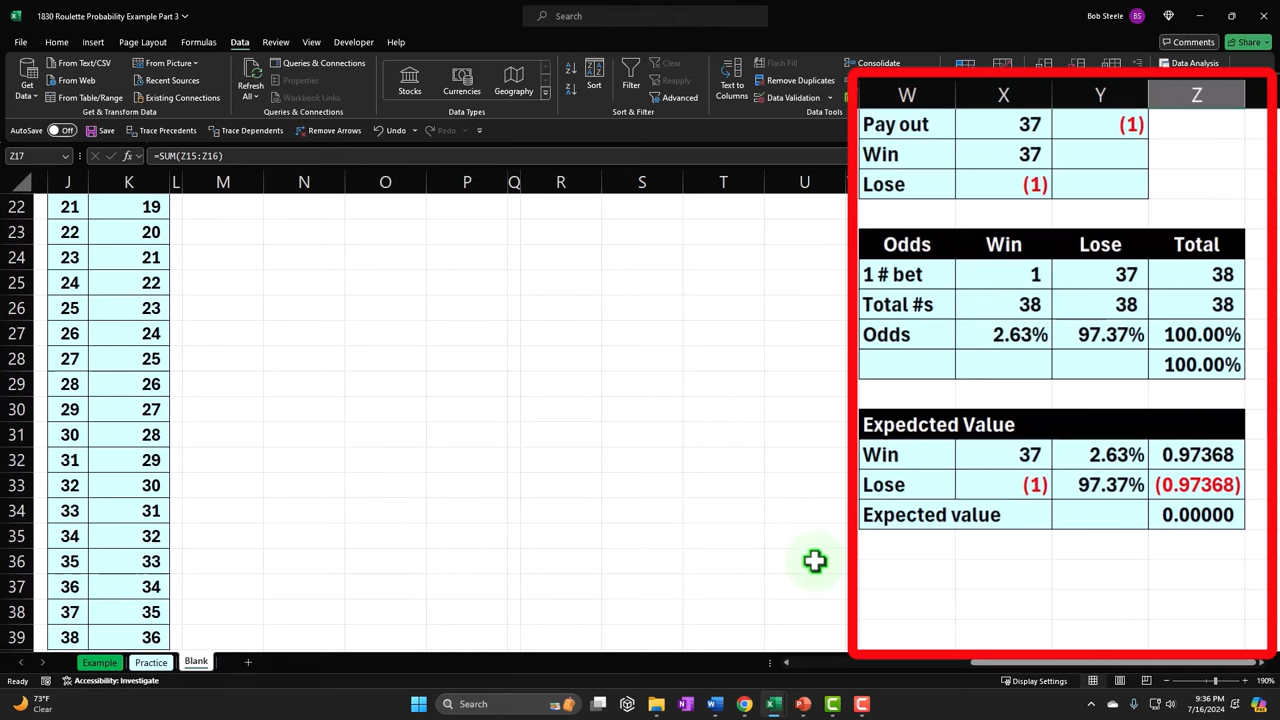 1830 Roulette Probability Example Part 3
Search
Bob Steele BS
File Home Insert Page Layout Formulas Data Review View Developer Help
Comments Share
Get Data
From Text/CSV
From Web
From Table/Range
From Picture
Recent Sources
Existing Connections
Get & Transform Data
Refresh All
Queries & Connections
Properties
Workbook Links
Queries & Connections
Stocks Currencies Geography
Data Types
Sort Filter
Clear
Reapply
Advanced
Sort & Filter
Text to Columns
Flash Fill
Remove Duplicates
Data Validation
Data Tools
Consolidate
Data Analysis
AutoSave Off Save Trace Precedents Trace Dependents Remove Arrows Undo Redo
Z17 fx =SUM(Z15:Z16)
J K L M N O P Q R S T U
22 21 19
23 22 20
24 23 21
25 24 22
26 25 23
27 26 24
28 27 25
29 28 26
30 29 27
31 30 28
32 31 29
33 32 30
34 33 31
35 34 32
36 35 33
37 36 34
38 37 35
39 38 36
W X Y Z
Pay out 37 (1)
Win 37
Lose (1)
Odds Win Lose Total
1 # bet 1 37 38
Total #s 38 38 38
Odds 2.63% 97.37% 100.00%
100.00%
Expedcted Value
Win 37 2.63% 0.97368
Lose (1) 97.37% (0.97368)
Expected value 0.00000
Example Practice Blank
Ready Accessibility: Investigate Display Settings 190%
73°F
Clear
Search
9:36 PM
7/16/2024